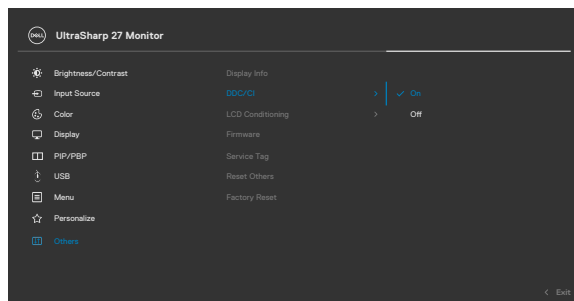 DELL
UltraSharp 27 Monitor
Brightness/Contrast
Display Info
Input Source
DDC/CI
On
Color
LCD Conditioning
Off
Display
Firmware
PIP/PBP
Service Tag
USB
Reset Others
Menu
Factory Reset
Personalize
Others
Exit